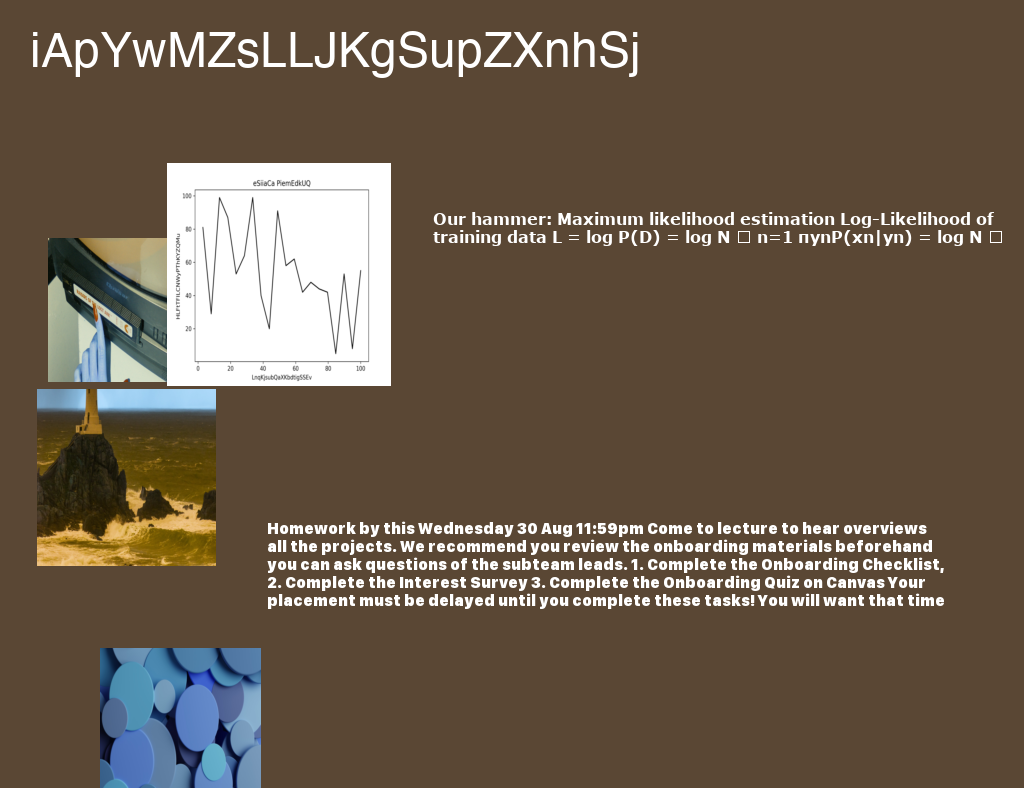 iApYwMZsLLJKgSupZXnhSj
eSiiaCa PiemEdkUQ
100
80
60
40
20
0
20
40
60
80
100
LnqKjsubQaXKbdtigSSEv
Our hammer: Maximum likelihood estimation Log-Likelihood of
training data L = log P(D) = log N □ n=1 πynP(xn|yn) = log N □
Homework by this Wednesday 30 Aug 11:59pm Come to lecture to hear overviews
all the projects. We recommend you review the onboarding materials beforehand
you can ask questions of the subteam leads. 1. Complete the Onboarding Checklist,
2. Complete the Interest Survey 3. Complete the Onboarding Quiz on Canvas Your
placement must be delayed until you complete these tasks! You will want that time